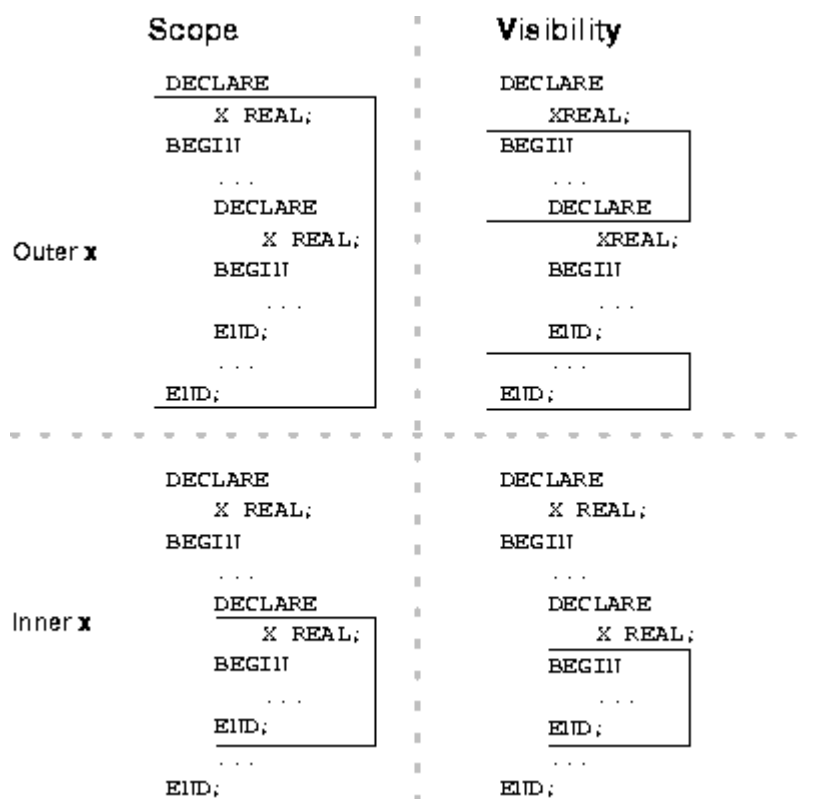 Scope
Visibility
Outer x
DECLARE
X REAL;
BEGIN
...
DECLARE
X REAL;
BEGIN
...
END;
...
END;
DECLARE
XREAL;
BEGIN
...
DECLARE
XREAL;
BEGIN
...
END;
...
END;
Inner x
DECLARE
X REAL;
BEGIN
...
DECLARE
X REAL;
BEGIN
...
END;
...
END;
DECLARE
X REAL;
BEGIN
...
DECLARE
X REAL;
BEGIN
...
END;
...
END;